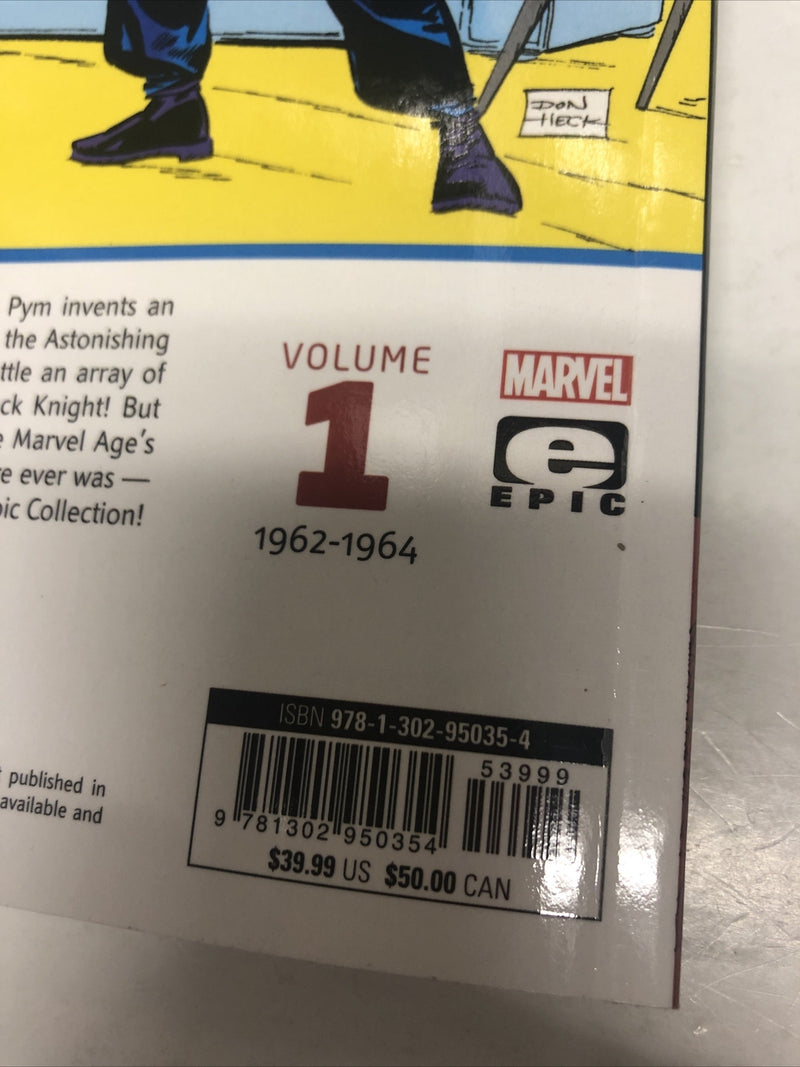 DON
HECK
Pym invents an
the Astonishing
ttle an array of
ck Knight! But
e Marvel Age's
re ever was —
pic Collection!
VOLUME
1
1962-1964
MARVEL
e
EPIC
published in
available and
ISBN 978-1-302-95035-4
53999
9 781302 950354
$39.99 US $50.00 CAN